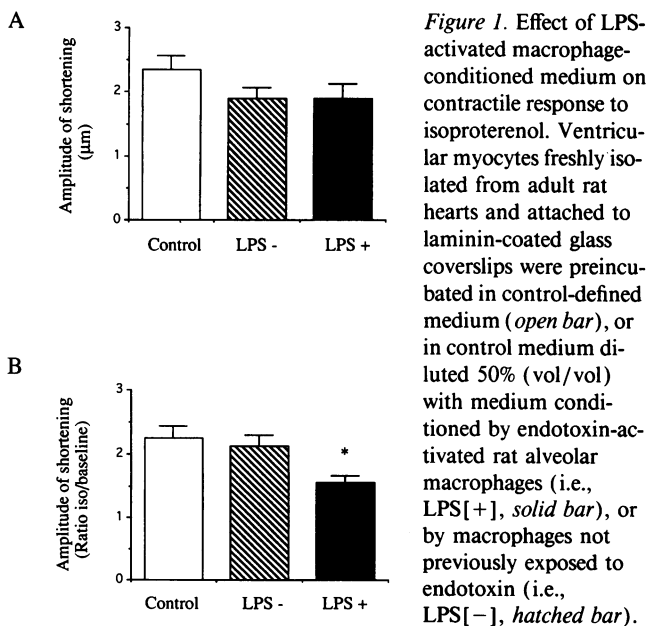 A
Amplitude of shortening
(μm)
3
2
1
0
Control LPS - LPS +
B
Amplitude of shortening
(Ratio iso/baseline)
3
2
1
0
*
Control LPS - LPS +
Figure 1. Effect of LPS-
activated macrophage-
conditioned medium on
contractile response to
isoproterenol. Ventricu-
lar myocytes freshly iso-
lated from adult rat
hearts and attached to
laminin-coated glass
coverslips were preincu-
bated in control-defined
medium (open bar), or
in control medium di-
luted 50% (vol/vol)
with medium condi-
tioned by endotoxin-ac-
tivated rat alveolar
macrophages (i.e.,
LPS[+], solid bar), or
by macrophages not
previously exposed to
endotoxin (i.e.,
LPS[−], hatched bar).